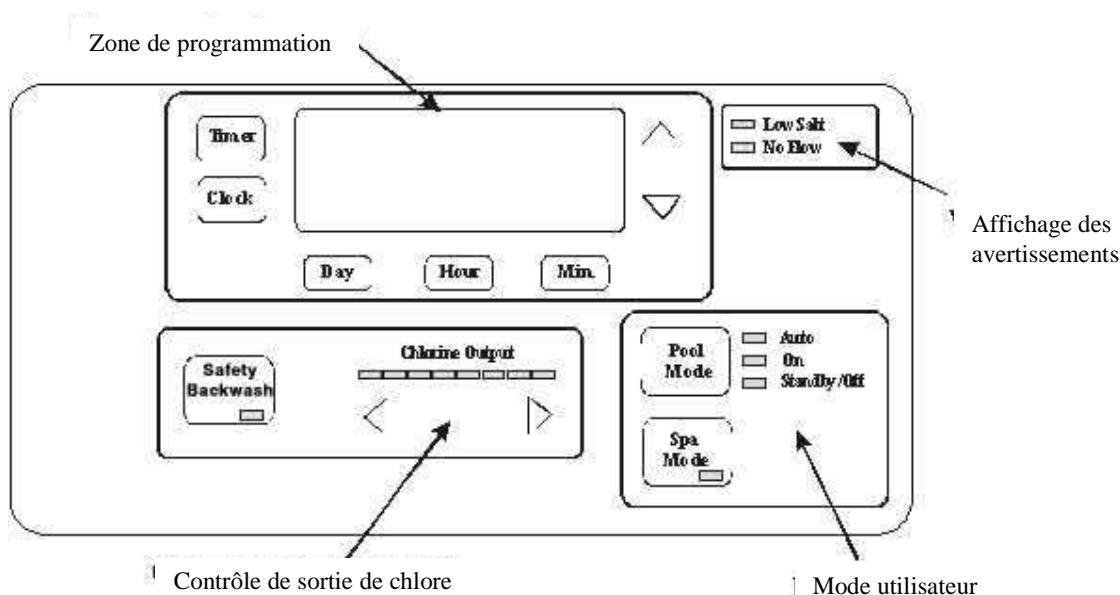 Zone de programmation
Timer
Clock
Low Salt
No Flow
Affichage des
avertissements
Day
Hour
Min.
Safety
Backwash
Chlorine Output
Pool
Mode
Auto
On
Standby/Off
Spa
Mode
Contrôle de sortie de chlore
Mode utilisateur